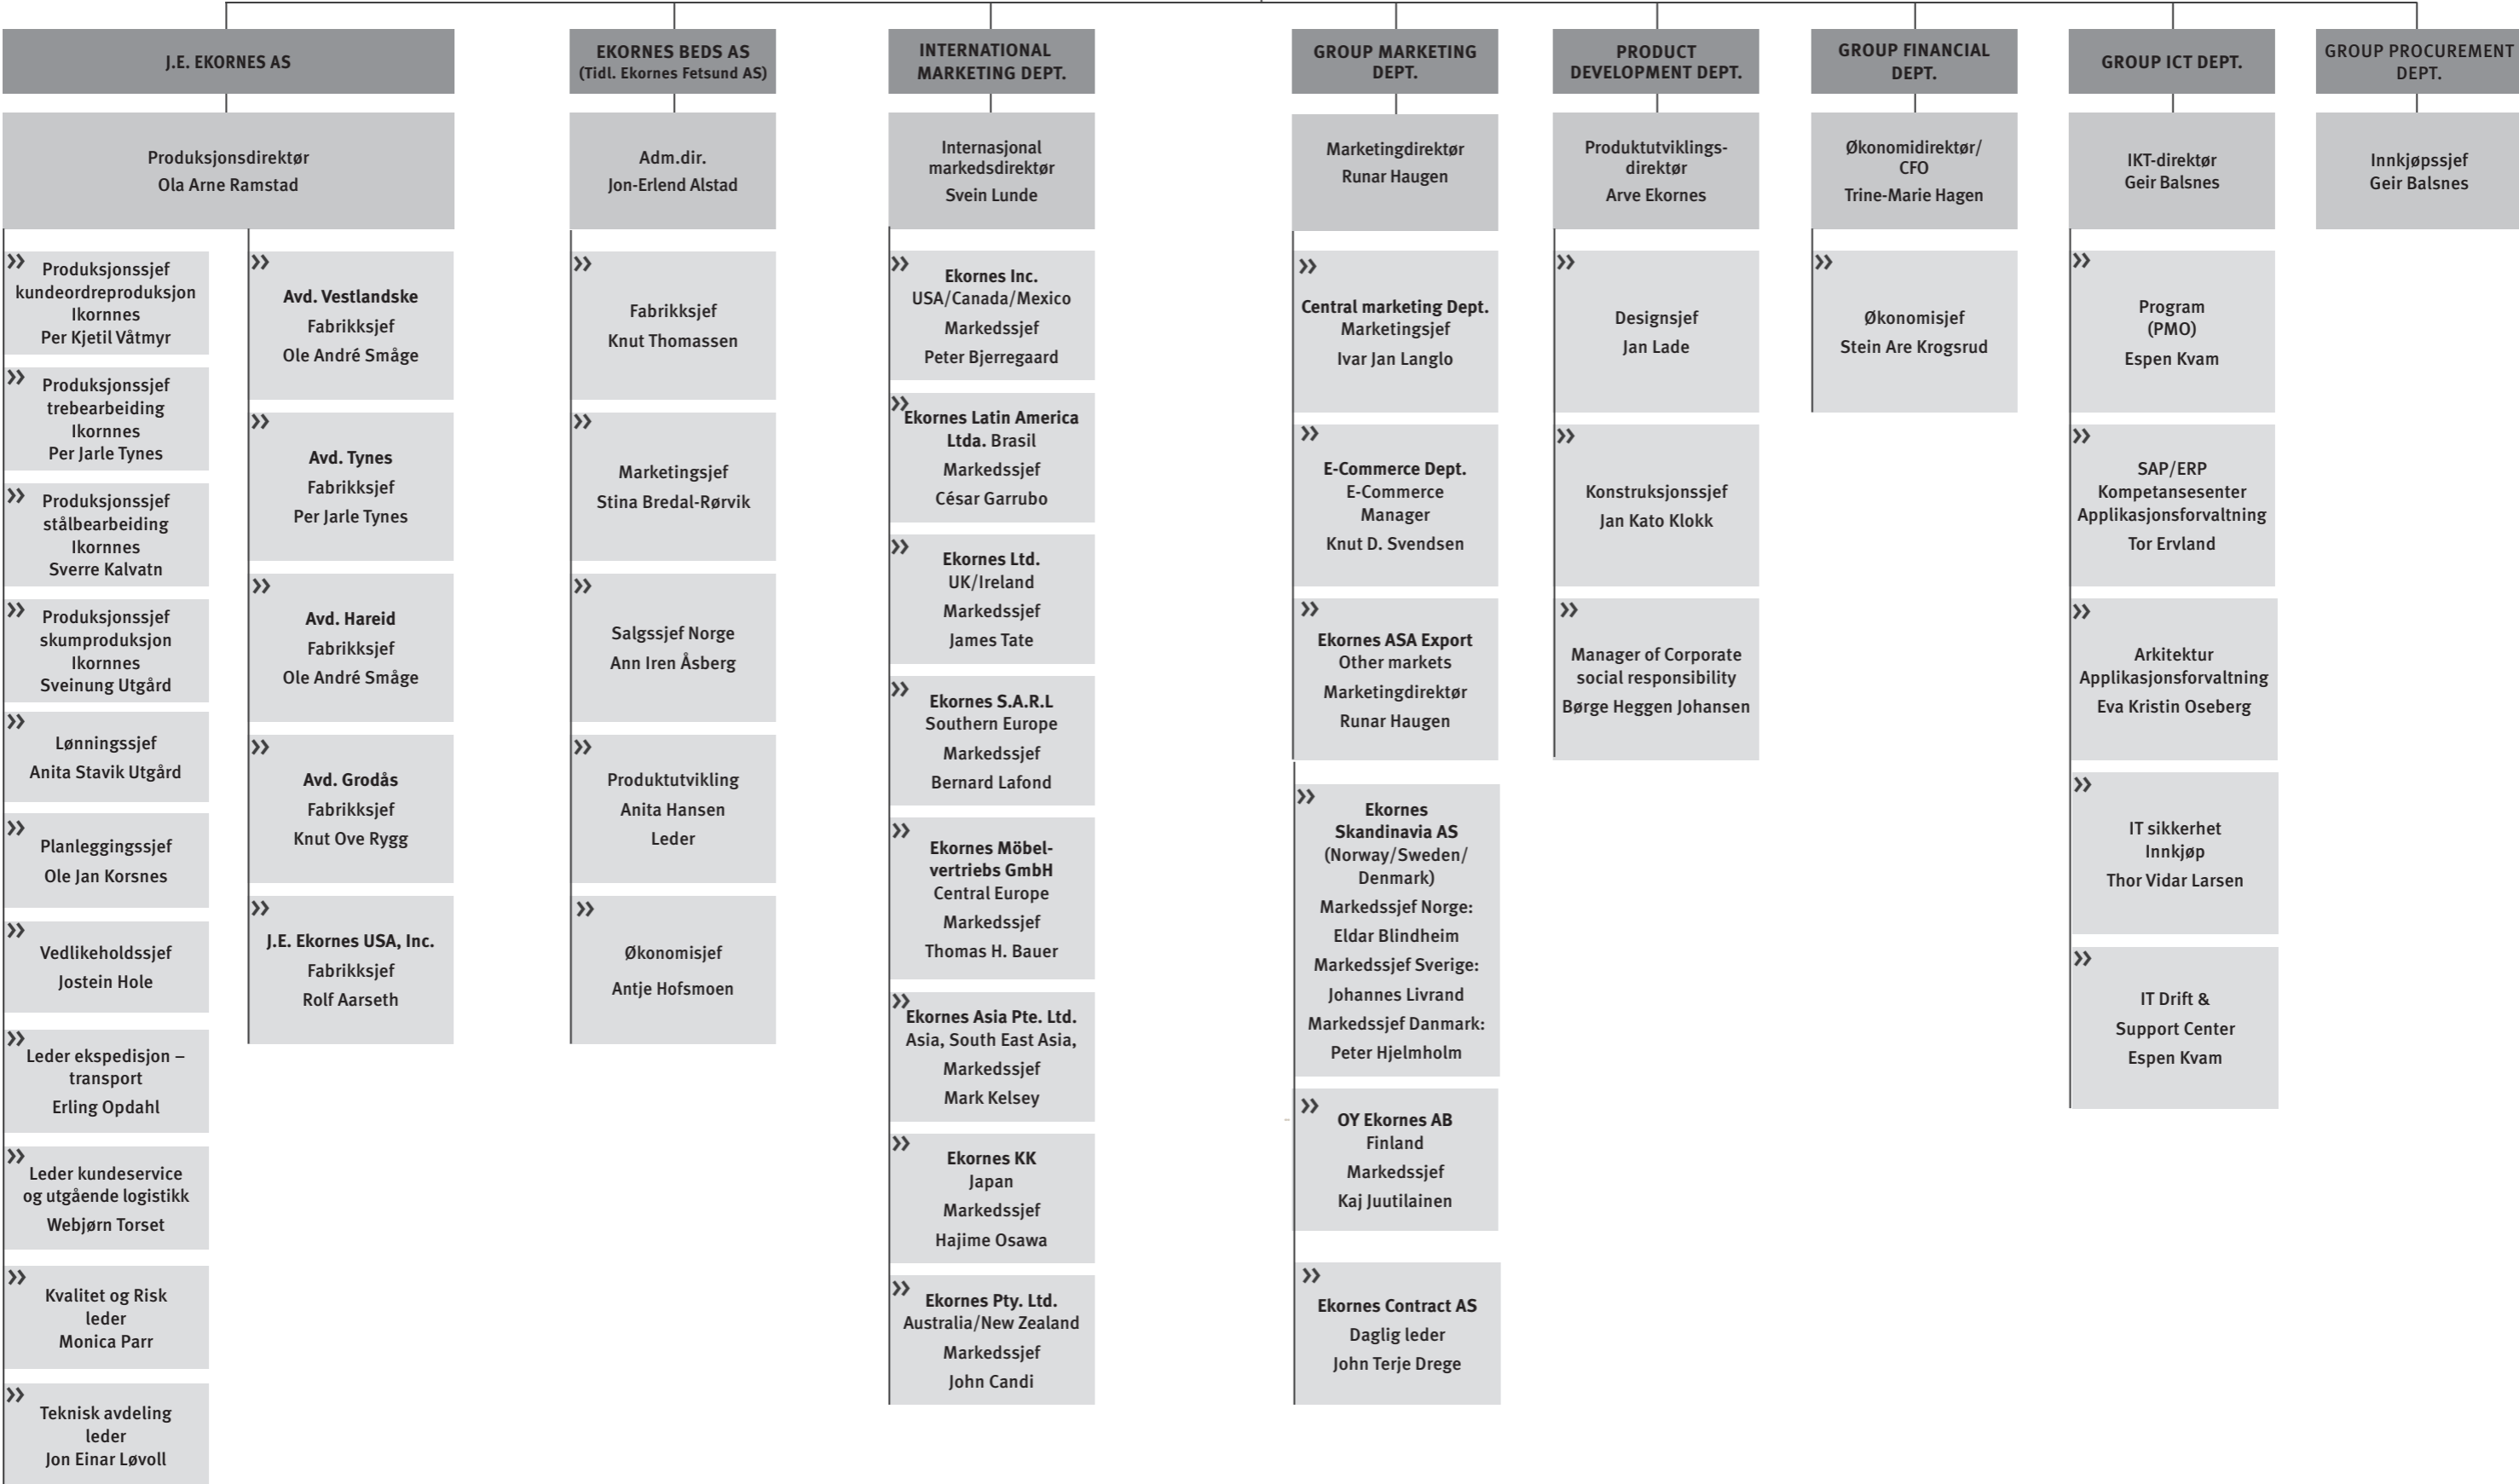 J.E. EKORNES AS
Produksjonsdirektør
Ola Arne Ramstad
Produksjonssjef
kundeordreproduksjon
Ikornnes
Per Kjetil Våtmyr
Produksjonssjef
trebearbeiding
Ikornnes
Per Jarle Tynes
Produksjonssjef
stålbearbeiding
Ikornnes
Sverre Kalvatn
Produksjonssjef
skumproduksjon
Ikornnes
Sveinung Utgård
Lønningssjef
Anita Stavik Utgård
Planleggingssjef
Ole Jan Korsnes
Vedlikeholdssjef
Jostein Hole
Leder ekspedisjon –
transport
Erling Opdahl
Leder kundeservice
og utgående logistikk
Webjørn Torset
Kvalitet og Risk
leder
Monica Parr
Teknisk avdeling
leder
Jon Einar Løvoll
Avd. Vestlandske
Fabrikksjef
Ole André Småge
Avd. Tynes
Fabrikksjef
Per Jarle Tynes
Avd. Hareid
Fabrikksjef
Ole André Småge
Avd. Grodås
Fabrikksjef
Knut Ove Rygg
J.E. Ekornes USA, Inc.
Fabrikksjef
Rolf Aarseth
EKORNES BEDS AS
(Tidl. Ekornes Fetsund AS)
Adm.dir.
Jon-Erlend Alstad
Fabrikksjef
Knut Thomassen
Marketingsjef
Stina Bredal-Rørvik
Salgssjef Norge
Ann Iren Åsberg
Produktutvikling
Anita Hansen
Leder
Økonomisjef
Antje Hofsmoen
INTERNATIONAL
MARKETING DEPT.
Internasjonal
markedsdirektør
Svein Lunde
Ekornes Inc.
USA/Canada/Mexico
Markedssjef
Peter Bjerregaard
Ekornes Latin America
Ltda. Brasil
Markedssjef
César Garrubo
Ekornes Ltd.
UK/Ireland
Markedssjef
James Tate
Ekornes S.A.R.L
Southern Europe
Markedssjef
Bernard Lafond
Ekornes Möbel-
vertriebs GmbH
Central Europe
Markedssjef
Thomas H. Bauer
Ekornes Asia Pte. Ltd.
Asia, South East Asia,
Markedssjef
Mark Kelsey
Ekornes KK
Japan
Markedssjef
Hajime Osawa
Ekornes Pty. Ltd.
Australia/New Zealand
Markedssjef
John Candi
GROUP MARKETING
DEPT.
Marketingdirektør
Runar Haugen
Central marketing Dept.
Marketingsjef
Ivar Jan Langlo
E-Commerce Dept.
E-Commerce
Manager
Knut D. Svendsen
Ekornes ASA Export
Other markets
Marketingdirektør
Runar Haugen
Ekornes
Skandinavia AS
(Norway/Sweden/
Denmark)
Markedssjef Norge:
Eldar Blindheim
Markedssjef Sverige:
Johannes Livrand
Markedssjef Danmark:
Peter Hjelmholm
OY Ekornes AB
Finland
Markedssjef
Kaj Juutilainen
Ekornes Contract AS
Daglig leder
John Terje Drege
PRODUCT
DEVELOPMENT DEPT.
Produktutviklings-
direktør
Arve Ekornes
Designsjef
Jan Lade
Konstruksjonssjef
Jan Kato Klokk
Manager of Corporate
social responsibility
Børge Heggen Johansen
GROUP FINANCIAL
DEPT.
Økonomidirektør/
CFO
Trine-Marie Hagen
Økonomisjef
Stein Are Krogsrud
GROUP ICT DEPT.
IKT-direktør
Geir Balsnes
Program
(PMO)
Espen Kvam
SAP/ERP
Kompetansesenter
Applikasjonsforvaltning
Tor Ervland
Arkitektur
Applikasjonsforvaltning
Eva Kristin Oseberg
IT sikkerhet
Innkjøp
Thor Vidar Larsen
IT Drift &
Support Center
Espen Kvam
GROUP PROCUREMENT
DEPT.
Innkjøpssjef
Geir Balsnes